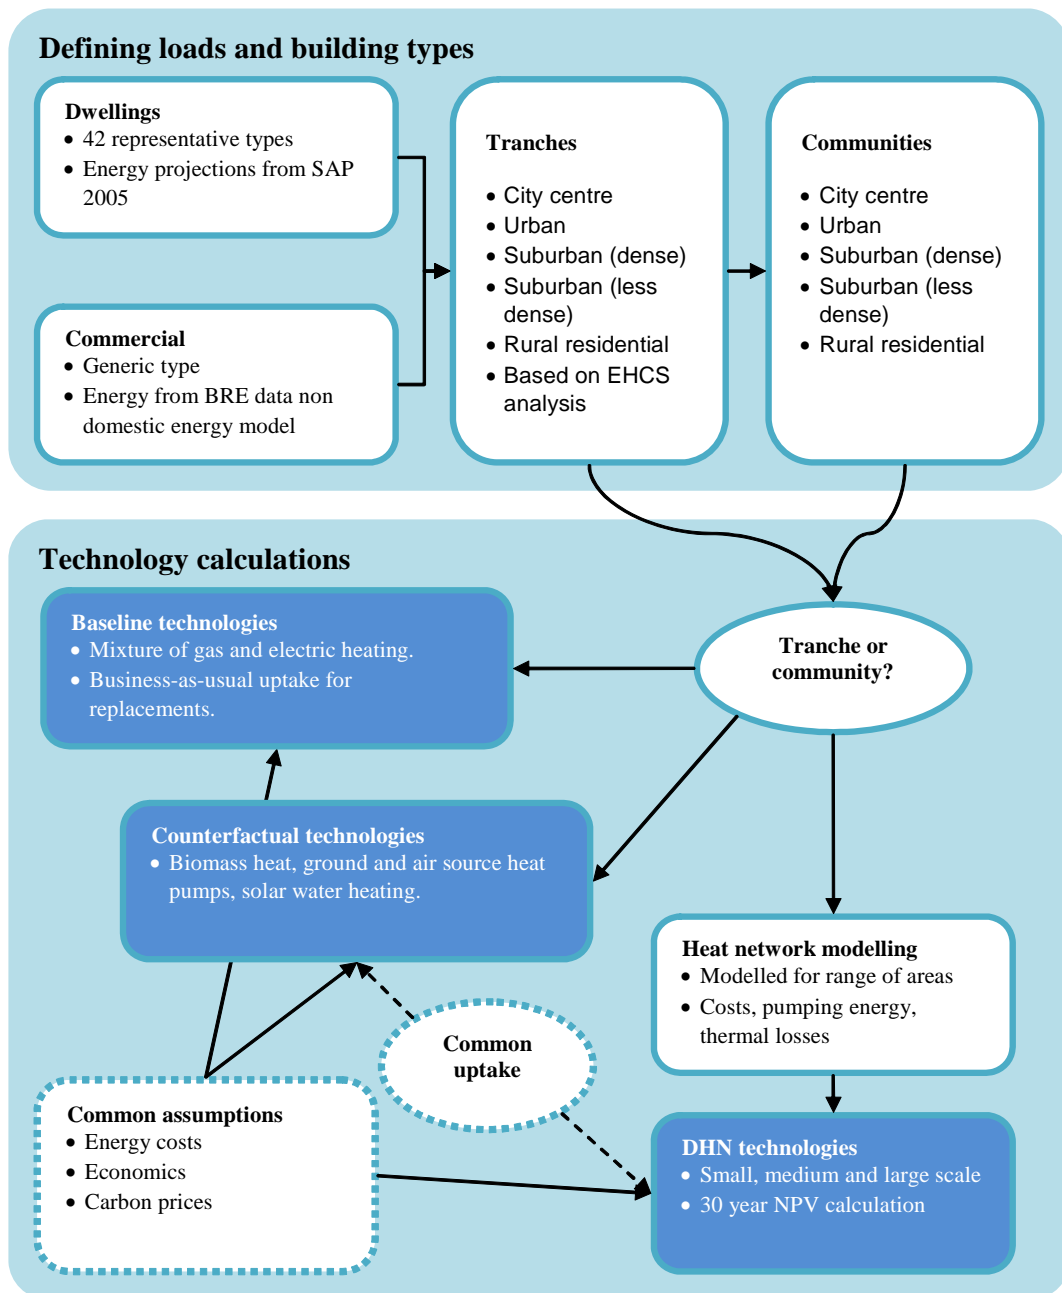 Defining loads and building types
Dwellings
• 42 representative types
• Energy projections from SAP
2005
Commercial
• Generic type
• Energy from BRE data non
domestic energy model
Tranches
• City centre
• Urban
• Suburban (dense)
• Suburban (less
dense)
• Rural residential
• Based on EHCS
analysis
Communities
• City centre
• Urban
• Suburban (dense)
• Suburban (less
dense)
• Rural residential
Technology calculations
Baseline technologies
• Mixture of gas and electric heating.
• Business-as-usual uptake for
replacements.
Tranche or
community?
Counterfactual technologies
• Biomass heat, ground and air source heat
pumps, solar water heating.
Heat network modelling
• Modelled for range of areas
• Costs, pumping energy,
thermal losses
Common
uptake
Common assumptions
• Energy costs
• Economics
• Carbon prices
DHN technologies
• Small, medium and large scale
• 30 year NPV calculation